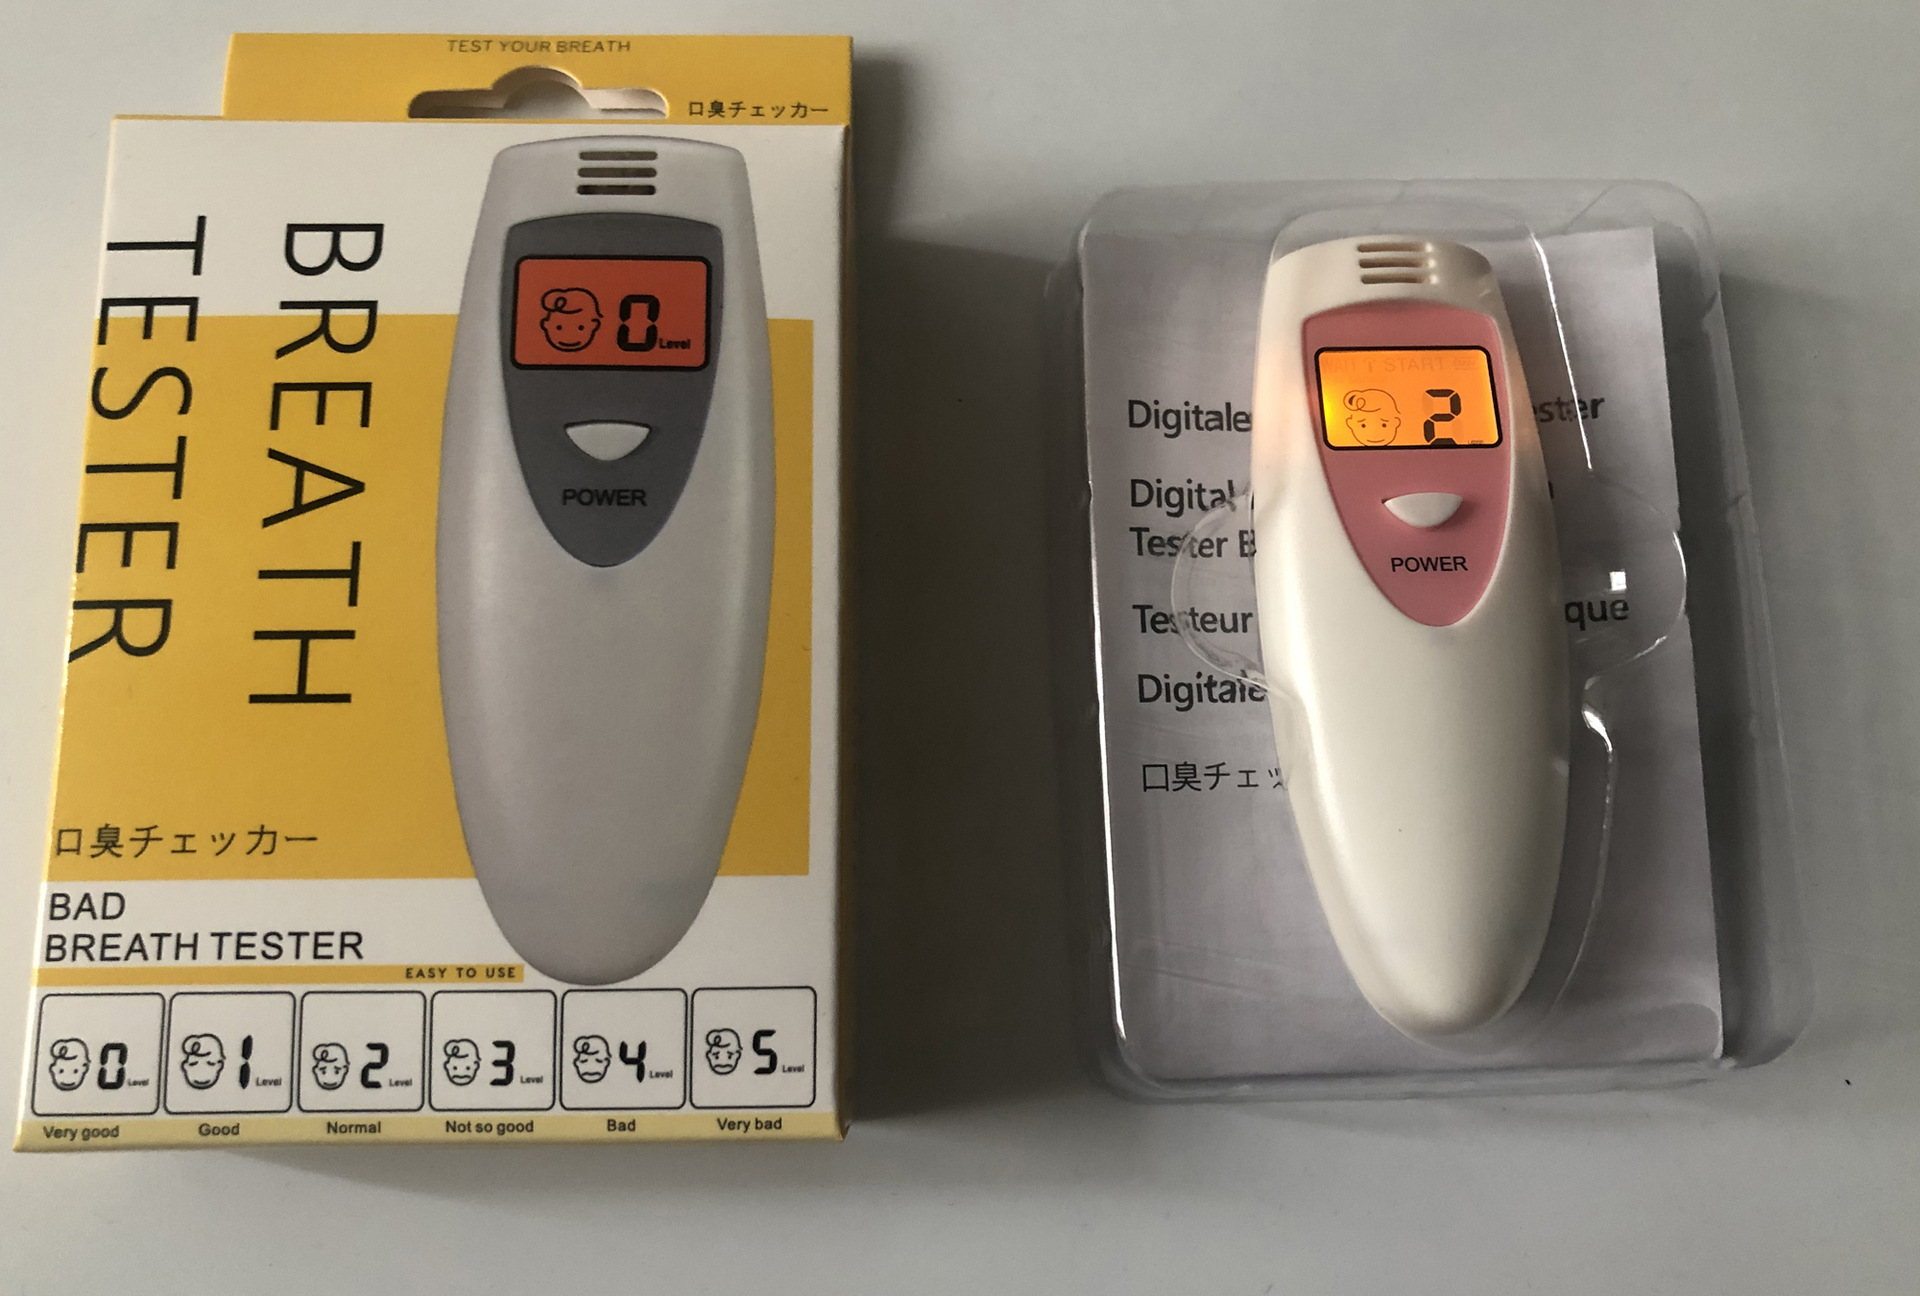 TEST YOUR BREATH
口臭チェッカー
BREATH
TESTER
0 Level
POWER
口臭チェッカー
BAD
BREATH TESTER
EASY TO USE
0 Level
1 Level
2 Level
3 Level
4 Level
5 Level
Very good
Good
Normal
Not so good
Bad
Very bad
START
2
POWER
Digitale
Digital
Tester
Testeur
Digitale
口臭チェッ